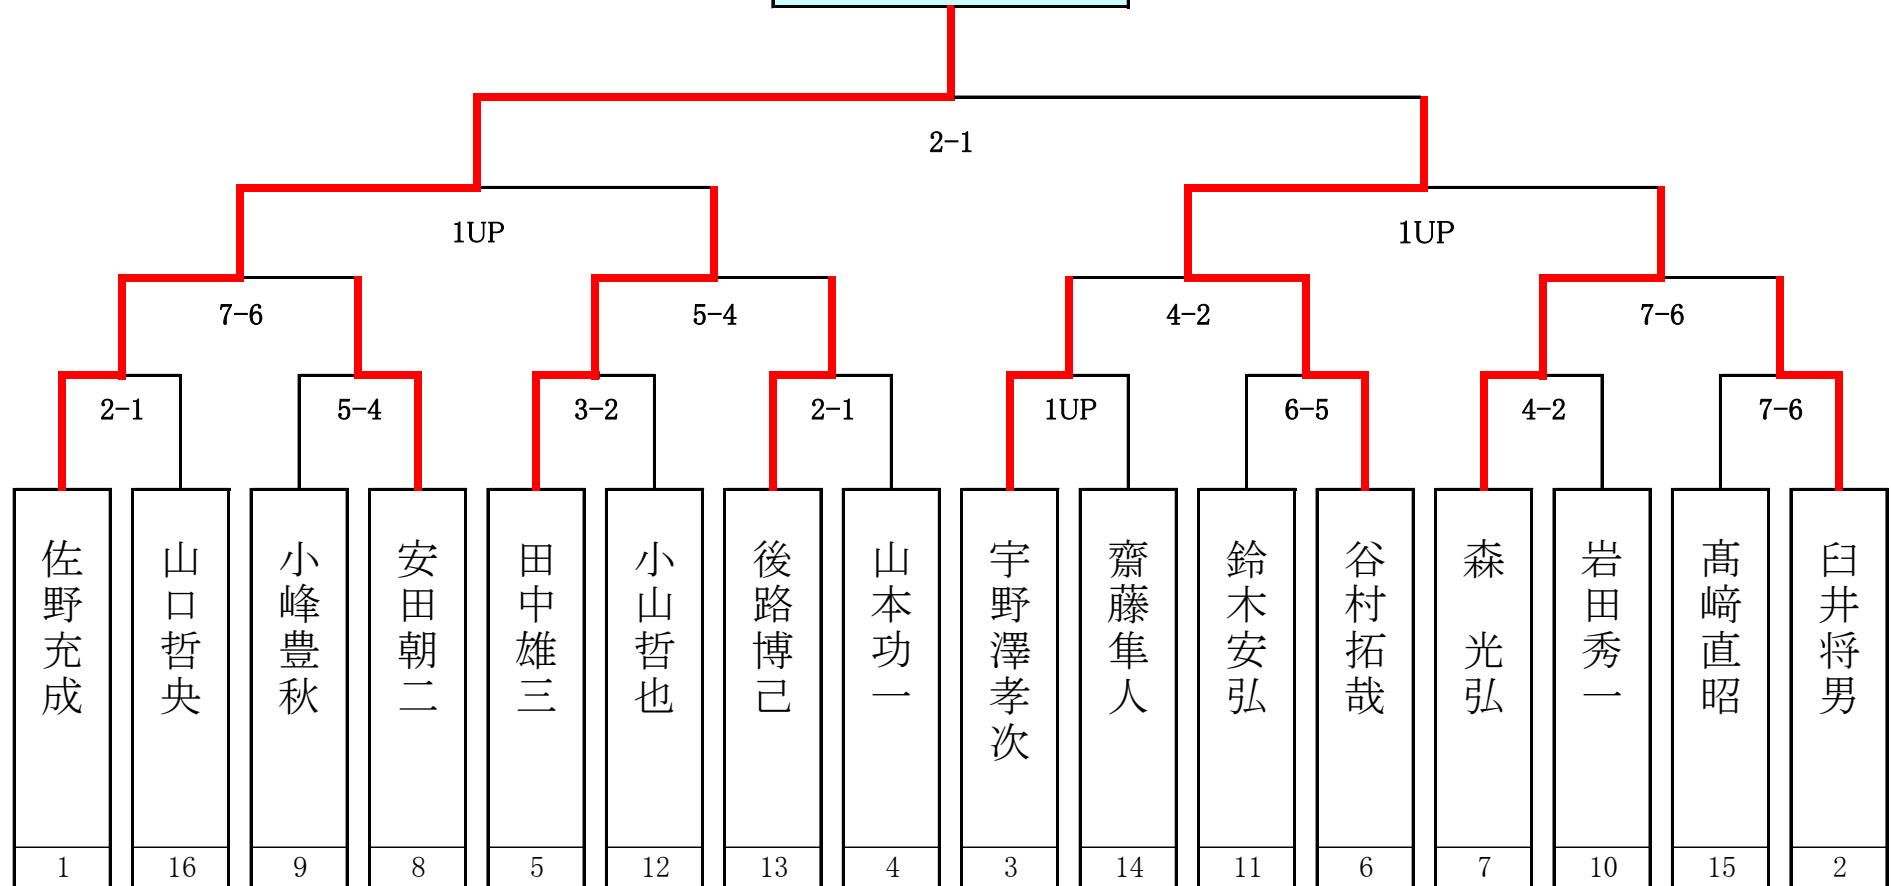 2-1
1UP
1UP
7-6
5-4
4-2
7-6
2-1
5-4
3-2
2-1
1UP
6-5
4-2
7-6
佐野充成
山口哲央
小峰豊秋
安田朝二
田中雄三
小山哲也
後路博己
山本功一
宇野澤孝次
齋藤隼人
鈴木安弘
谷村拓哉
森 光弘
岩田秀一
髙﨑直昭
臼井将男
1
16
9
8
5
12
13
4
3
14
11
6
7
10
15
2